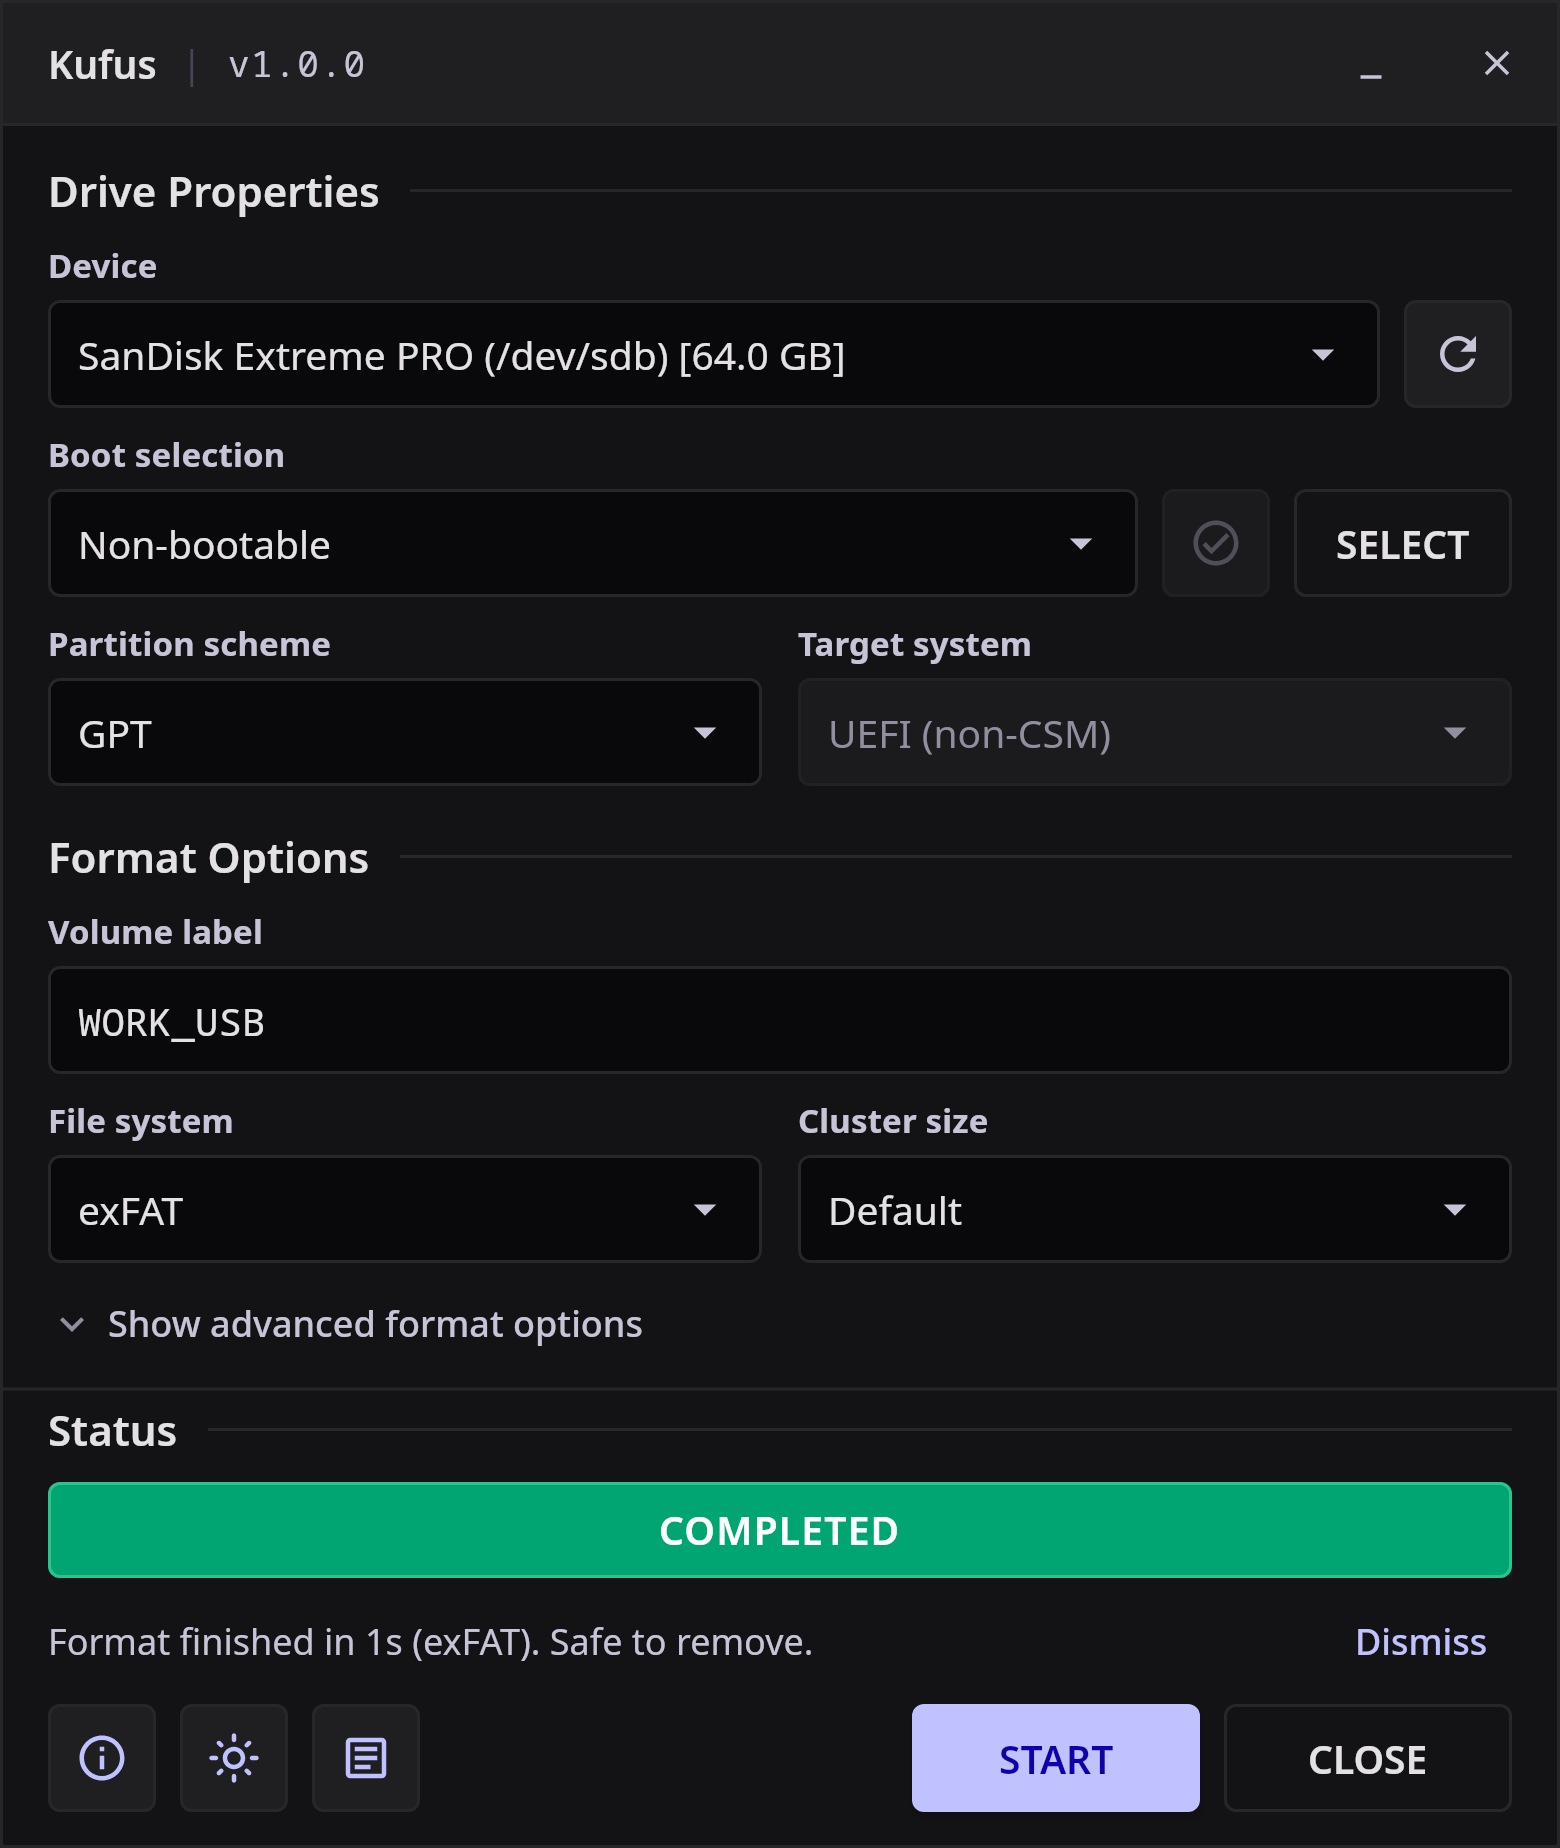 Kufus | v1.0.0
Drive Properties
Device
SanDisk Extreme PRO (/dev/sdb) [64.0 GB]
Boot selection
Non-bootable
SELECT
Partition scheme
Target system
GPT
UEFI (non-CSM)
Format Options
Volume label
WORK_USB
File system
Cluster size
exFAT
Default
Show advanced format options
Status
COMPLETED
Format finished in 1s (exFAT). Safe to remove.
Dismiss
START
CLOSE